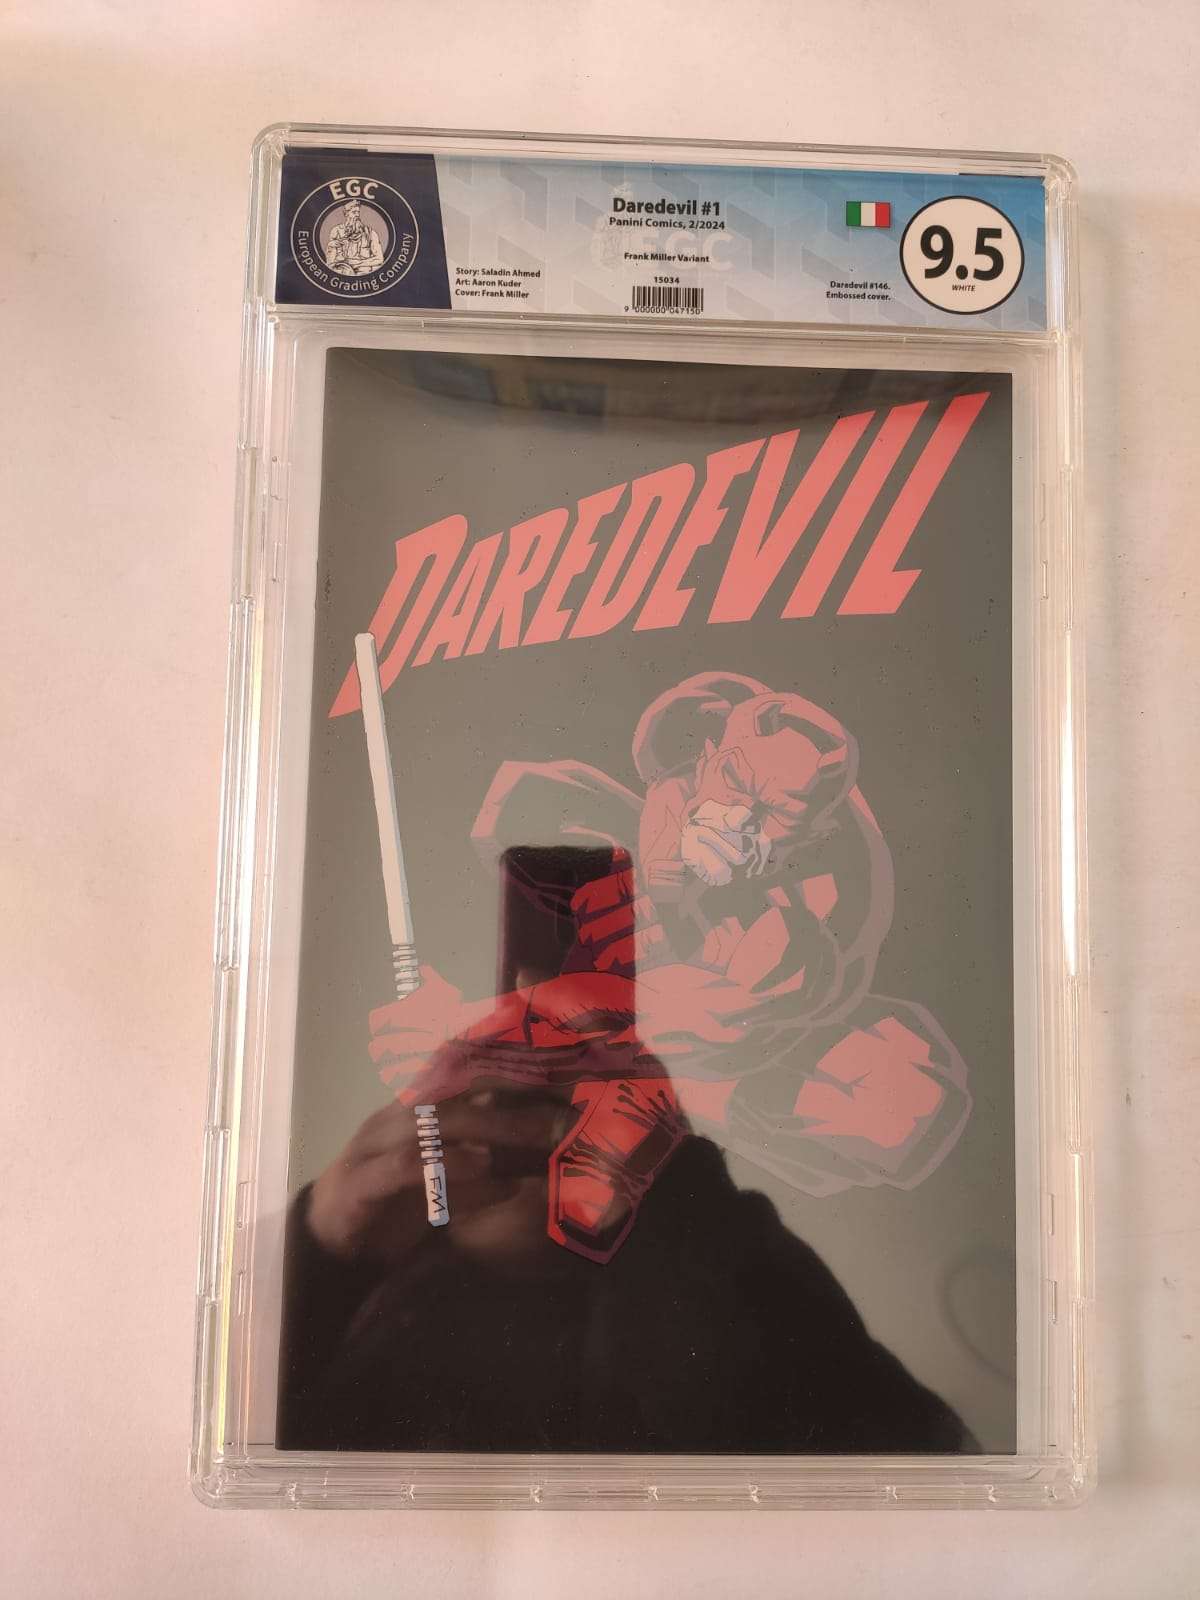 EGC
European Grading Company
Daredevil #1
Panini Comics, 2/2024
EGC
Frank Miller Variant
Story: Saladin Ahmed
Art: Aaron Kuder
Cover: Frank Miller
15034
9 000000 047150
Daredevil #146.
Embossed cover.
9.5
WHITE
DAREDEVIL
FM